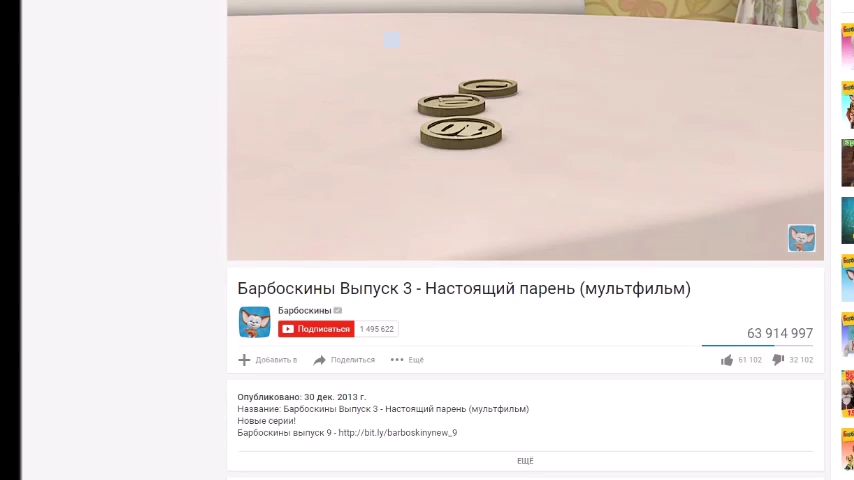 Барбоскины Выпуск 3 - Настоящий парень (мультфильм)
Барбоскины
Подписаться 1 495 622
63 914 997
Добавить в Поделиться Ещё 61 102 32 102
Опубликовано: 30 дек. 2013 г.
Название: Барбоскины Выпуск 3 - Настоящий парень (мультфильм)
Новые серии!
Барбоскины выпуск 9 - http://bit.ly/barboskinynew_9
ЕЩЁ